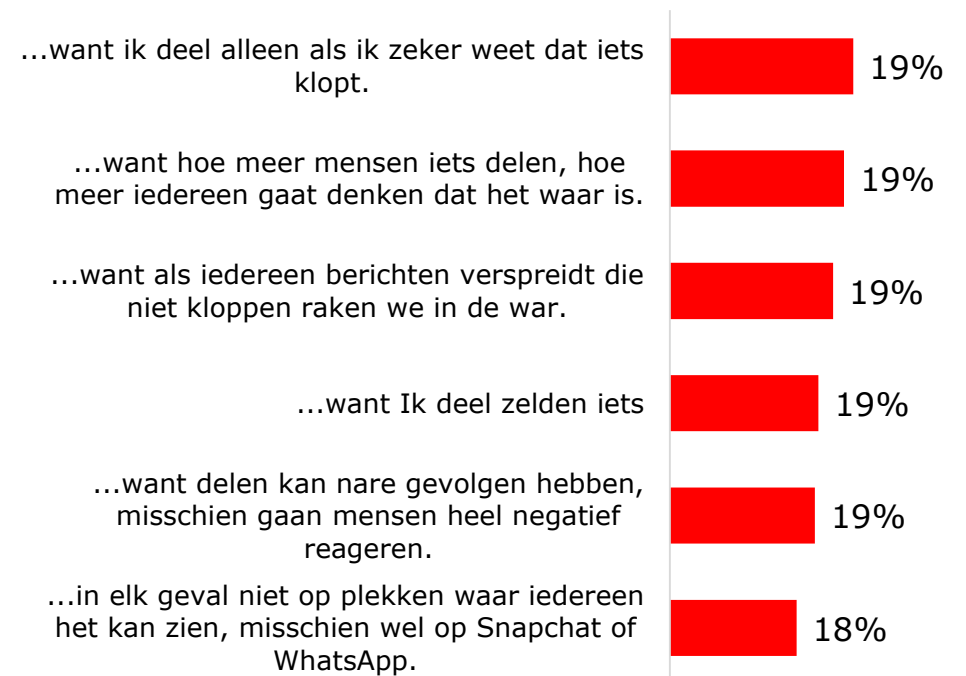 ...want ik deel alleen als ik zeker weet dat iets
klopt.
19%
...want hoe meer mensen iets delen, hoe
meer iedereen gaat denken dat het waar is.
19%
...want als iedereen berichten verspreidt die
niet kloppen raken we in de war.
19%
...want Ik deel zelden iets
19%
...want delen kan nare gevolgen hebben,
misschien gaan mensen heel negatief
reageren.
19%
...in elk geval niet op plekken waar iedereen
het kan zien, misschien wel op Snapchat of
WhatsApp.
18%